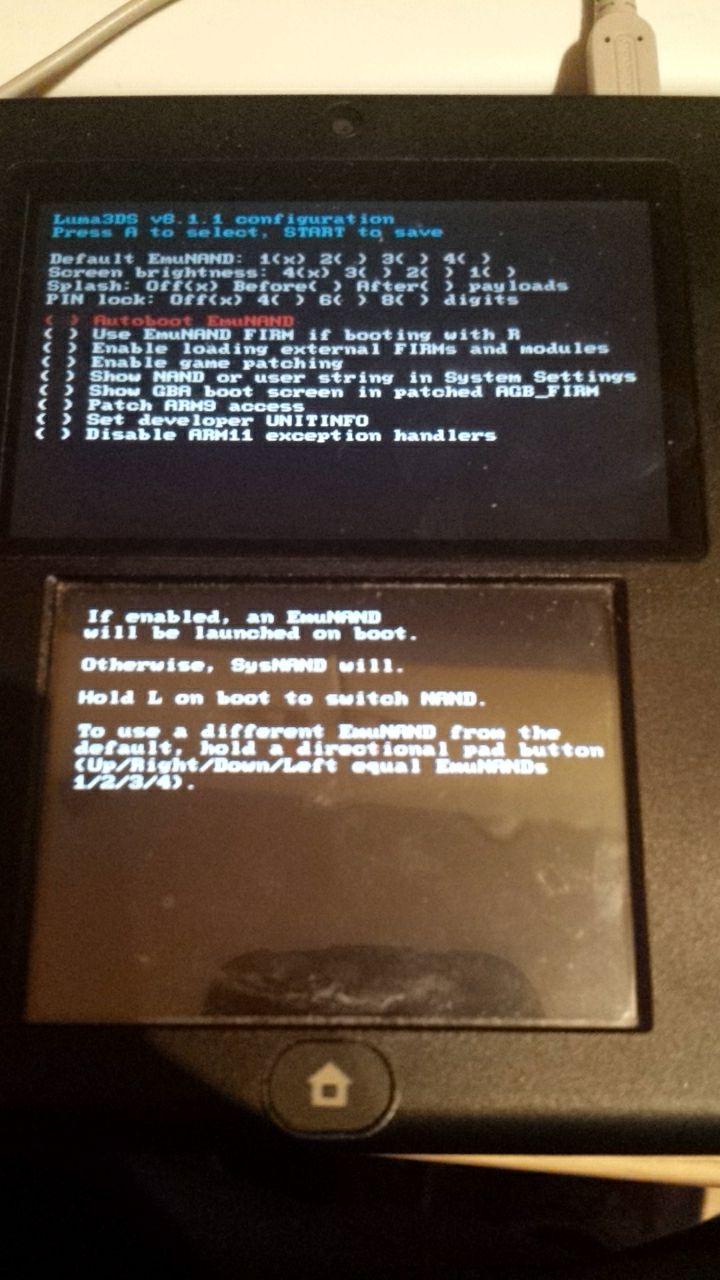 Luma3DS v8.1.1 configuration
Press A to select, START to save
Default EmuNAND: 1(x) 2( ) 3( ) 4( )
Screen brightness: 4(x) 3( ) 2( ) 1( )
Splash: Off(x) Before( ) After( ) payloads
PIN lock: Off(x) 4( ) 6( ) 8( ) digits
( ) Autoboot EmuNAND
( ) Use EmuNAND FIRM if booting with R
( ) Enable loading external FIRMs and modules
( ) Enable game patching
( ) Show NAND or user string in System Settings
( ) Show GBA boot screen in patched AGB_FIRM
( ) Patch ARM9 access
( ) Set developer UNITINFO
( ) Disable ARM11 exception handlers
If enabled, an EmuNAND
will be launched on boot.
Otherwise, SysNAND will.
Hold L on boot to switch NAND.
To use a different EmuNAND from the
default, hold a directional pad button
(Up/Right/Down/Left equal EmuNANDs
1/2/3/4).